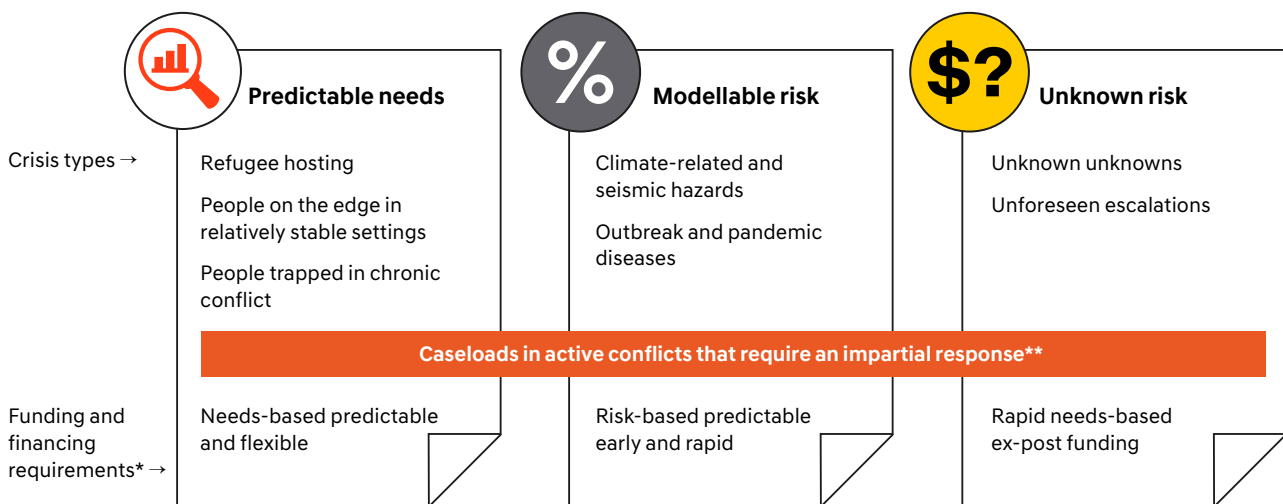 %
$?
Predictable needs
Modellable risk
Unknown risk
Crisis types →
Refugee hosting
People on the edge in
relatively stable settings
People trapped in chronic
conflict
Climate-related and
seismic hazards
Outbreak and pandemic
diseases
Unknown unknowns
Unforeseen escalations
Caseloads in active conflicts that require an impartial response**
Funding and
financing
requirements* →
Needs-based predictable
and flexible
Risk-based predictable
early and rapid
Rapid needs-based
ex-post funding